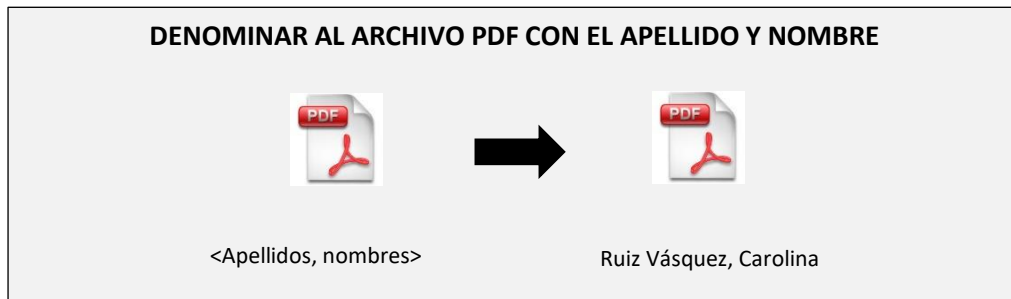 DENOMINAR AL ARCHIVO PDF CON EL APELLIDO Y NOMBRE
PDF
PDF
<Apellidos, nombres>
Ruiz Vásquez, Carolina